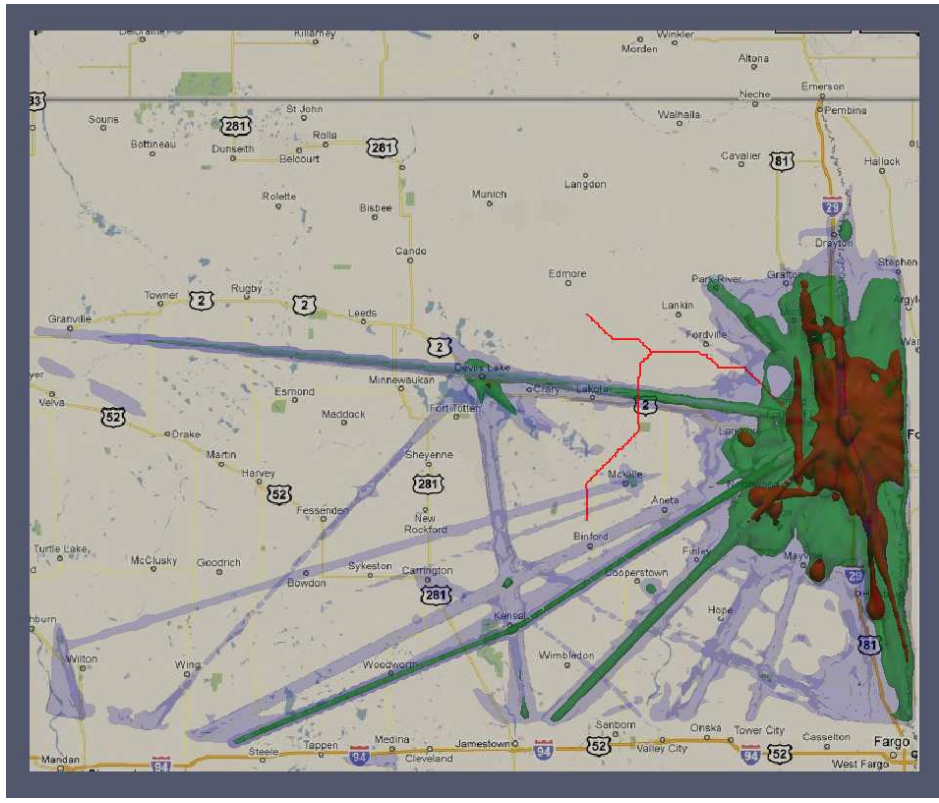 Deloraine
Killarney
Winkler
Morden
Altona
Emerson
Neche
Pembina
83
Souris
St John
281
Rolla
Walhalla
Bottineau
Dunseith
Belcourt
281
Cavalier
81
Hallock
Langdon
Rolette
Bisbee
Munich
29
Drayton
Cando
Edmore
Park River
Grafton
Stephen
Towner
Rugby
2
2
Lankin
Granville
Leeds
Fordville
2
Devils Lake
Minnewaukan
Crary
Lakota
Velva
52
Esmond
Fort Totten
2
Maddock
Drake
Martin
Sheyenne
Harvey
281
McVille
52
Fessenden
New
Rockford
Aneta
Binford
Finley
Turtle Lake
McClusky
Goodrich
Sykeston
Carrington
Cooperstown
29
Bowdon
281
Hope
Kensal
81
Wilton
Wing
Woodworth
Wimbledon
Sanborn
Oriska
Tower City
Casselton
Fargo
Steele
Tappen
Medina
Jamestown
94
52
Valley City
94
52
West Fargo
Mandan
94
94
Cleveland